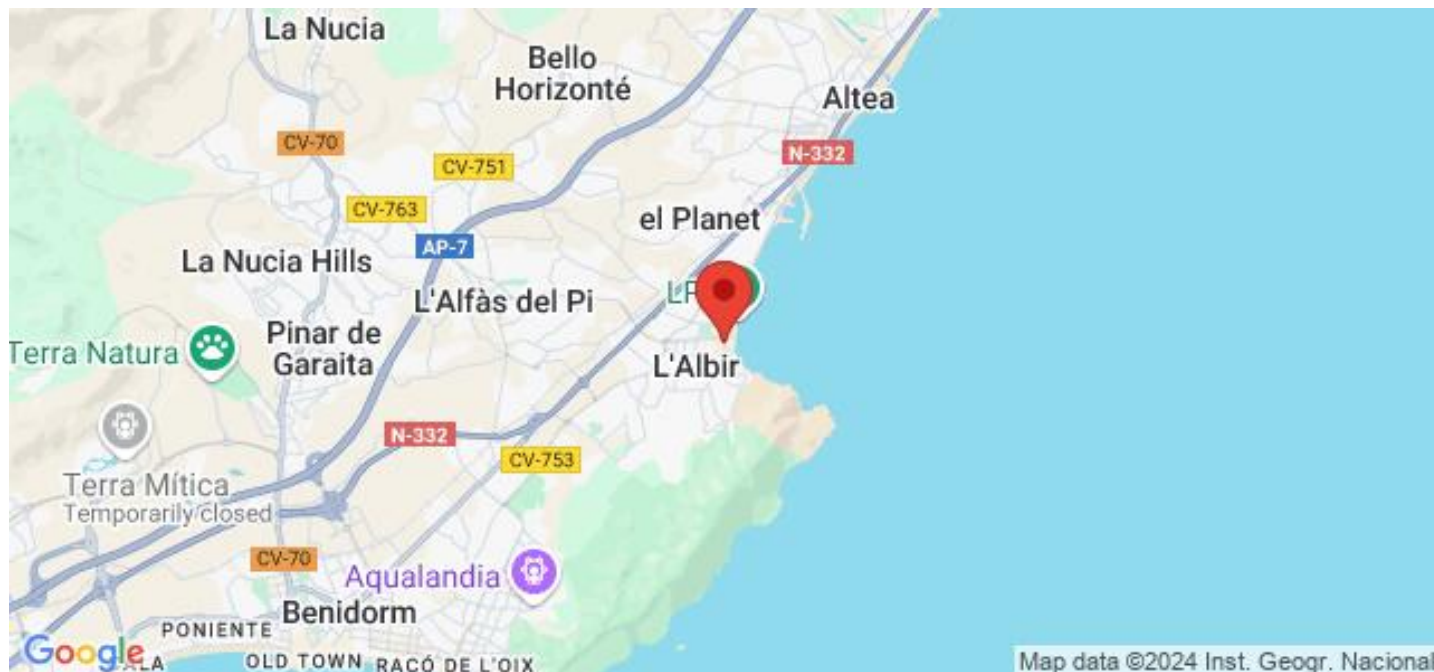 La Nucia
Bello
Horizonté
Altea
CV-70
N-332
CV-751
CV-763
el Planet
AP-7
La Nucia Hills
L'Alfàs del Pi
Pinar de
Garaita
Terra Natura
L'Albir
N-332
CV-753
Terra Mítica
Temporarily closed
CV-70
Aqualandia
Benidorm
PONIENTE
Google
OLD TOWN
RACÓ DE L'OIX
Map data ©2024 Inst. Geogr. Nacional